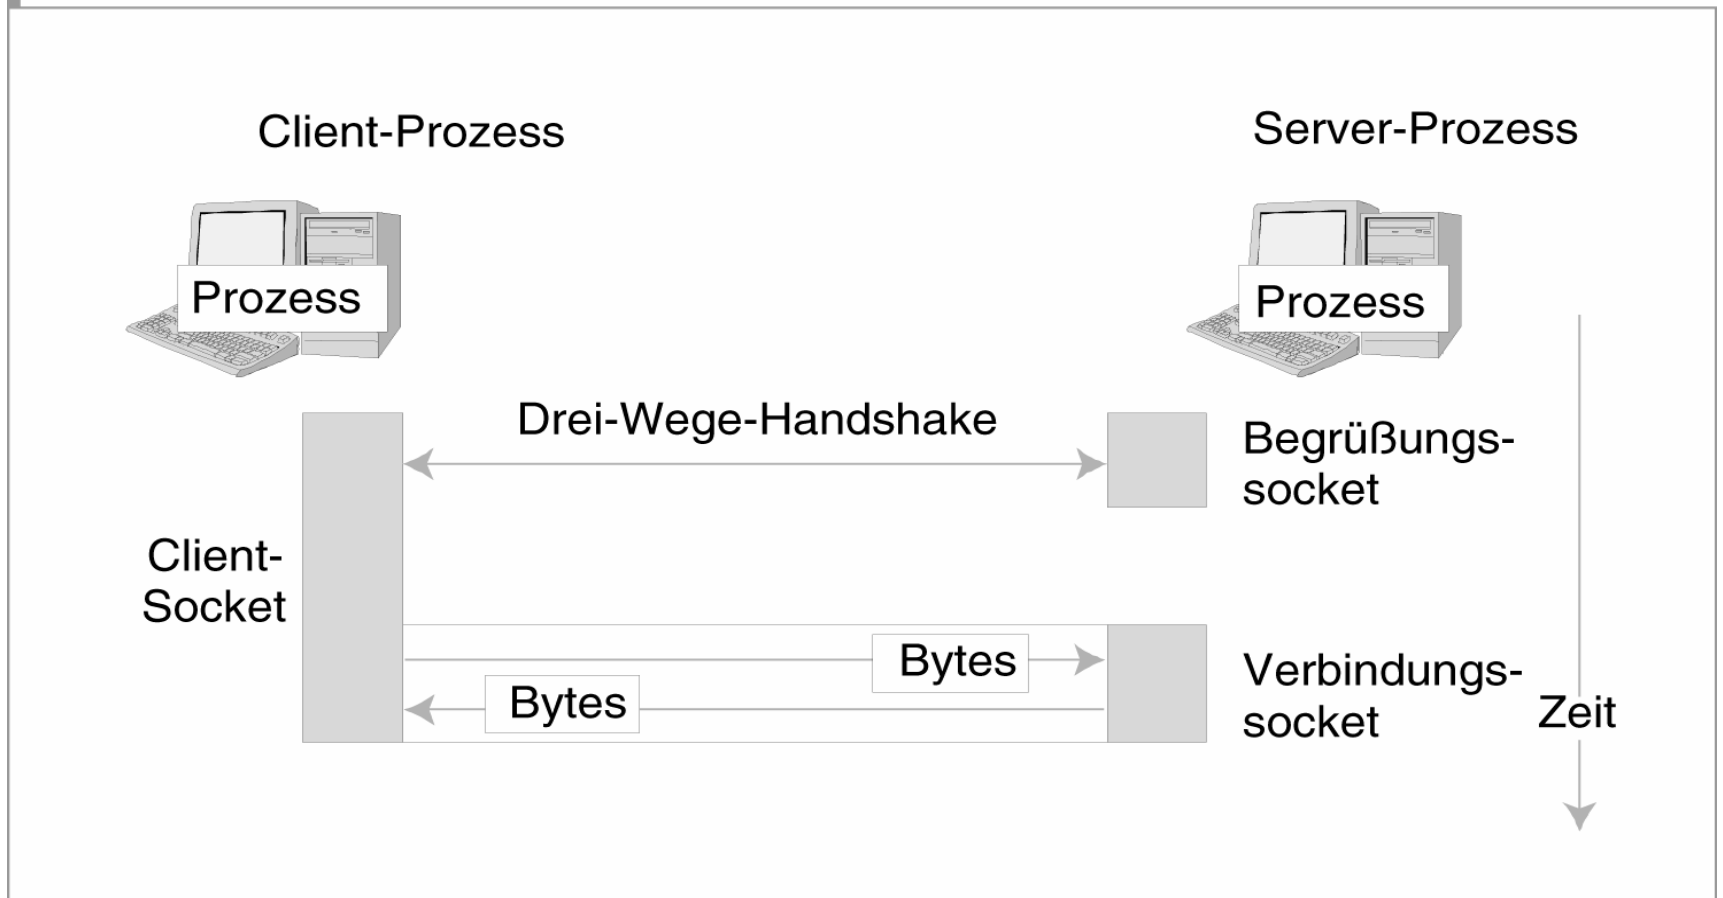 Client-Prozess
Server-Prozess
Prozess
Prozess
Drei-Wege-Handshake
Begrüßungs-
socket
Client-
Socket
Bytes
Bytes
Verbindungs-
socket
Zeit